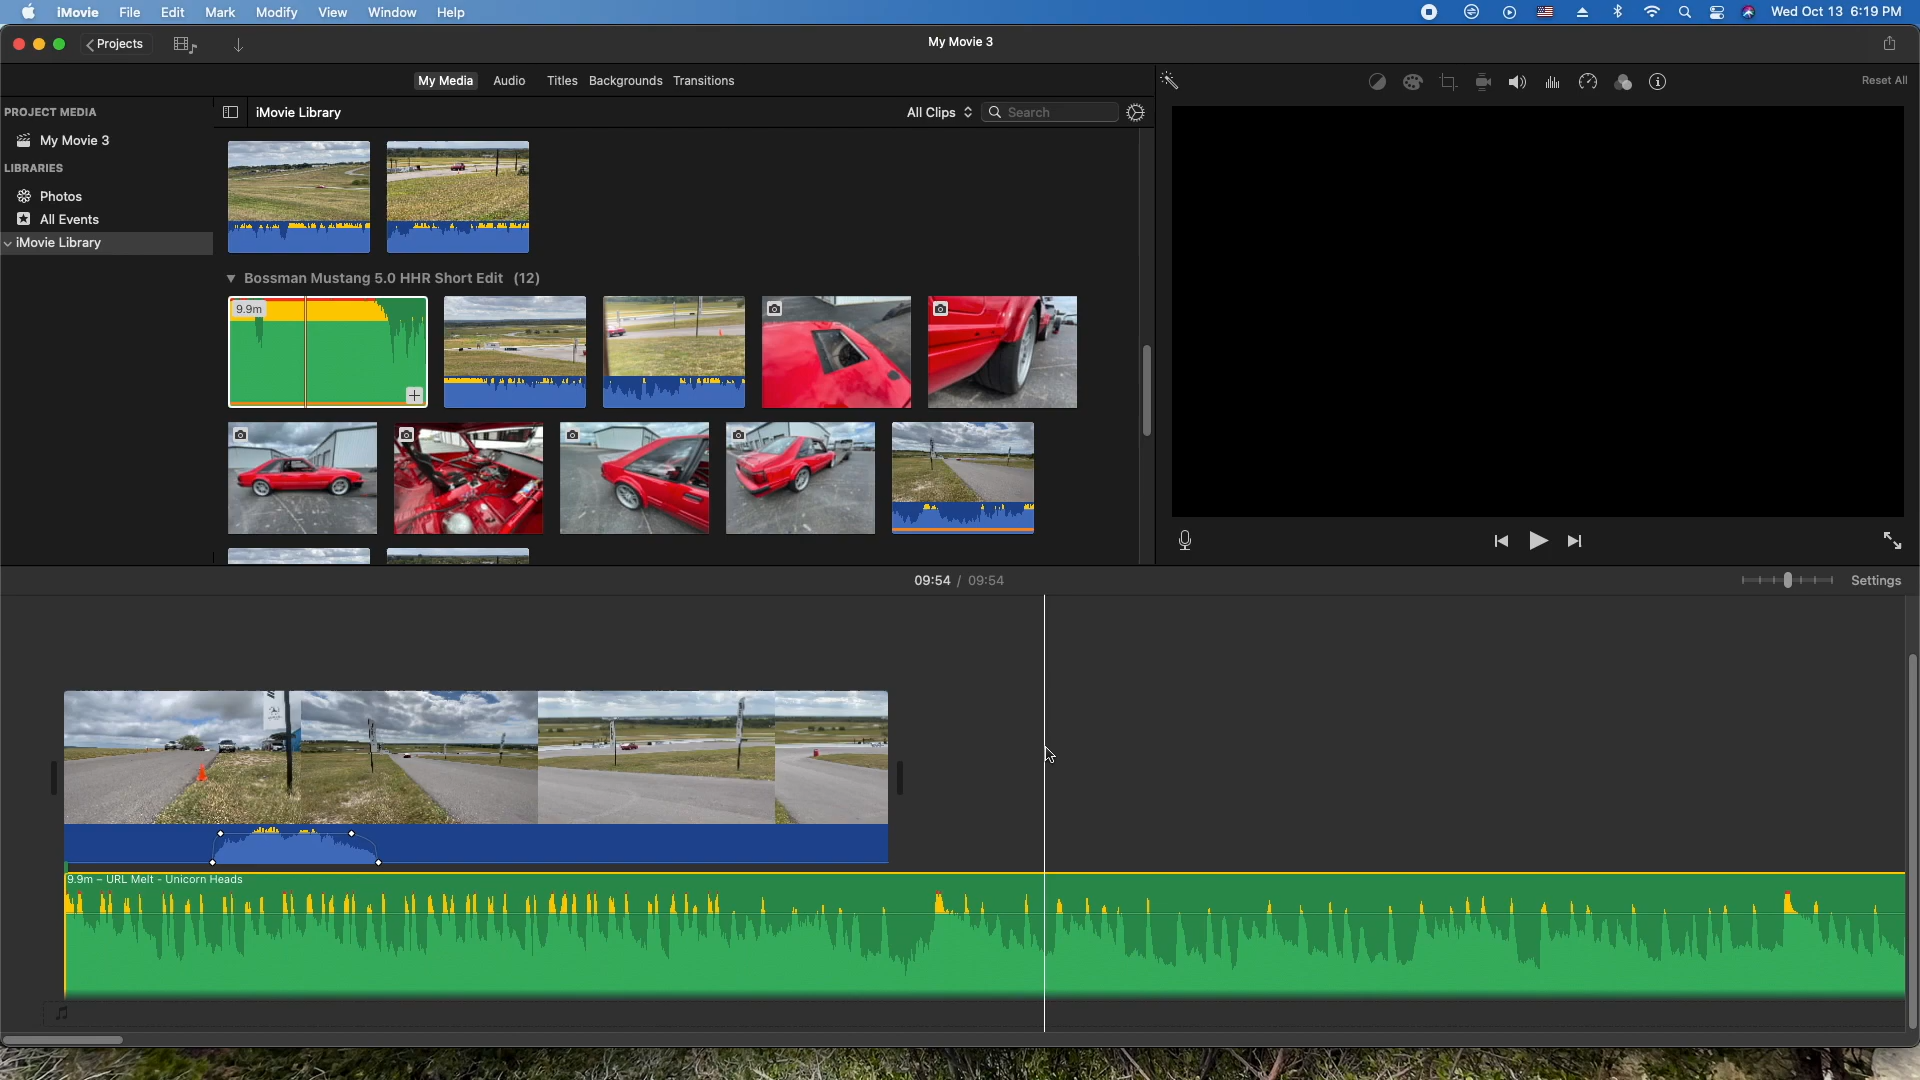 iMovie File Edit Mark Modify View Window Help Wed Oct 13 6:19 PM
Projects My Movie 3
My Media Audio Titles Backgrounds Transitions Reset All
PROJECT MEDIA iMovie Library All Clips Search
My Movie 3
LIBRARIES
Photos
All Events
iMovie Library
Bossman Mustang 5.0 HHR Short Edit (12)
9.9m
09:54 / 09:54 Settings
9.9m – URL Melt - Unicorn Heads